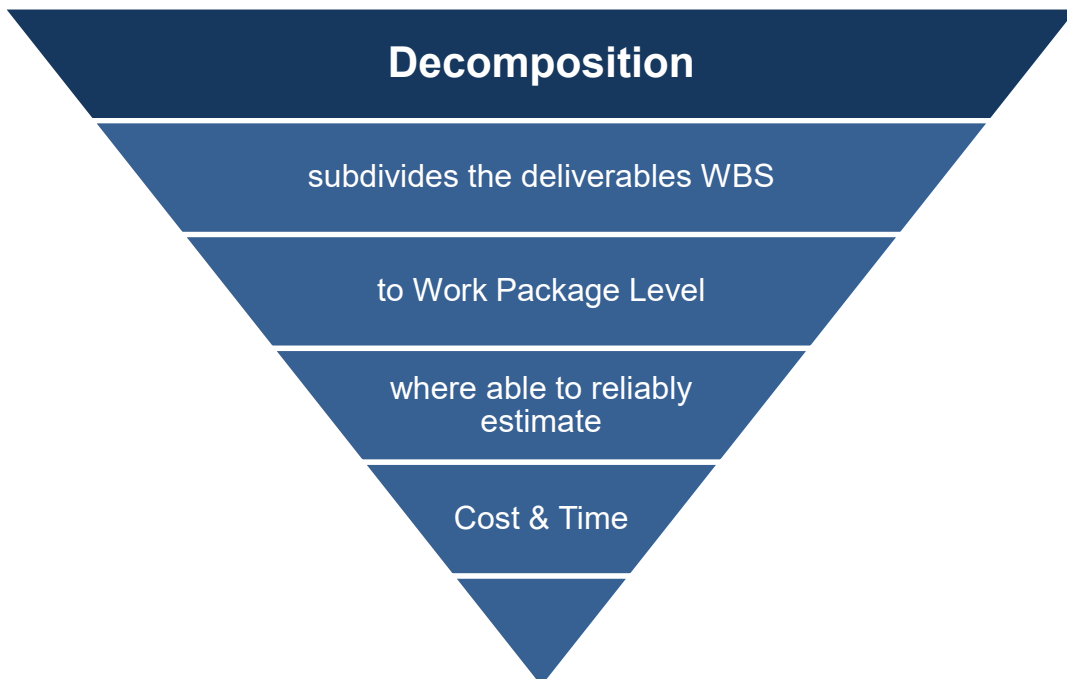 Decomposition
subdivides the deliverables WBS
to Work Package Level
where able to reliably
estimate
Cost & Time